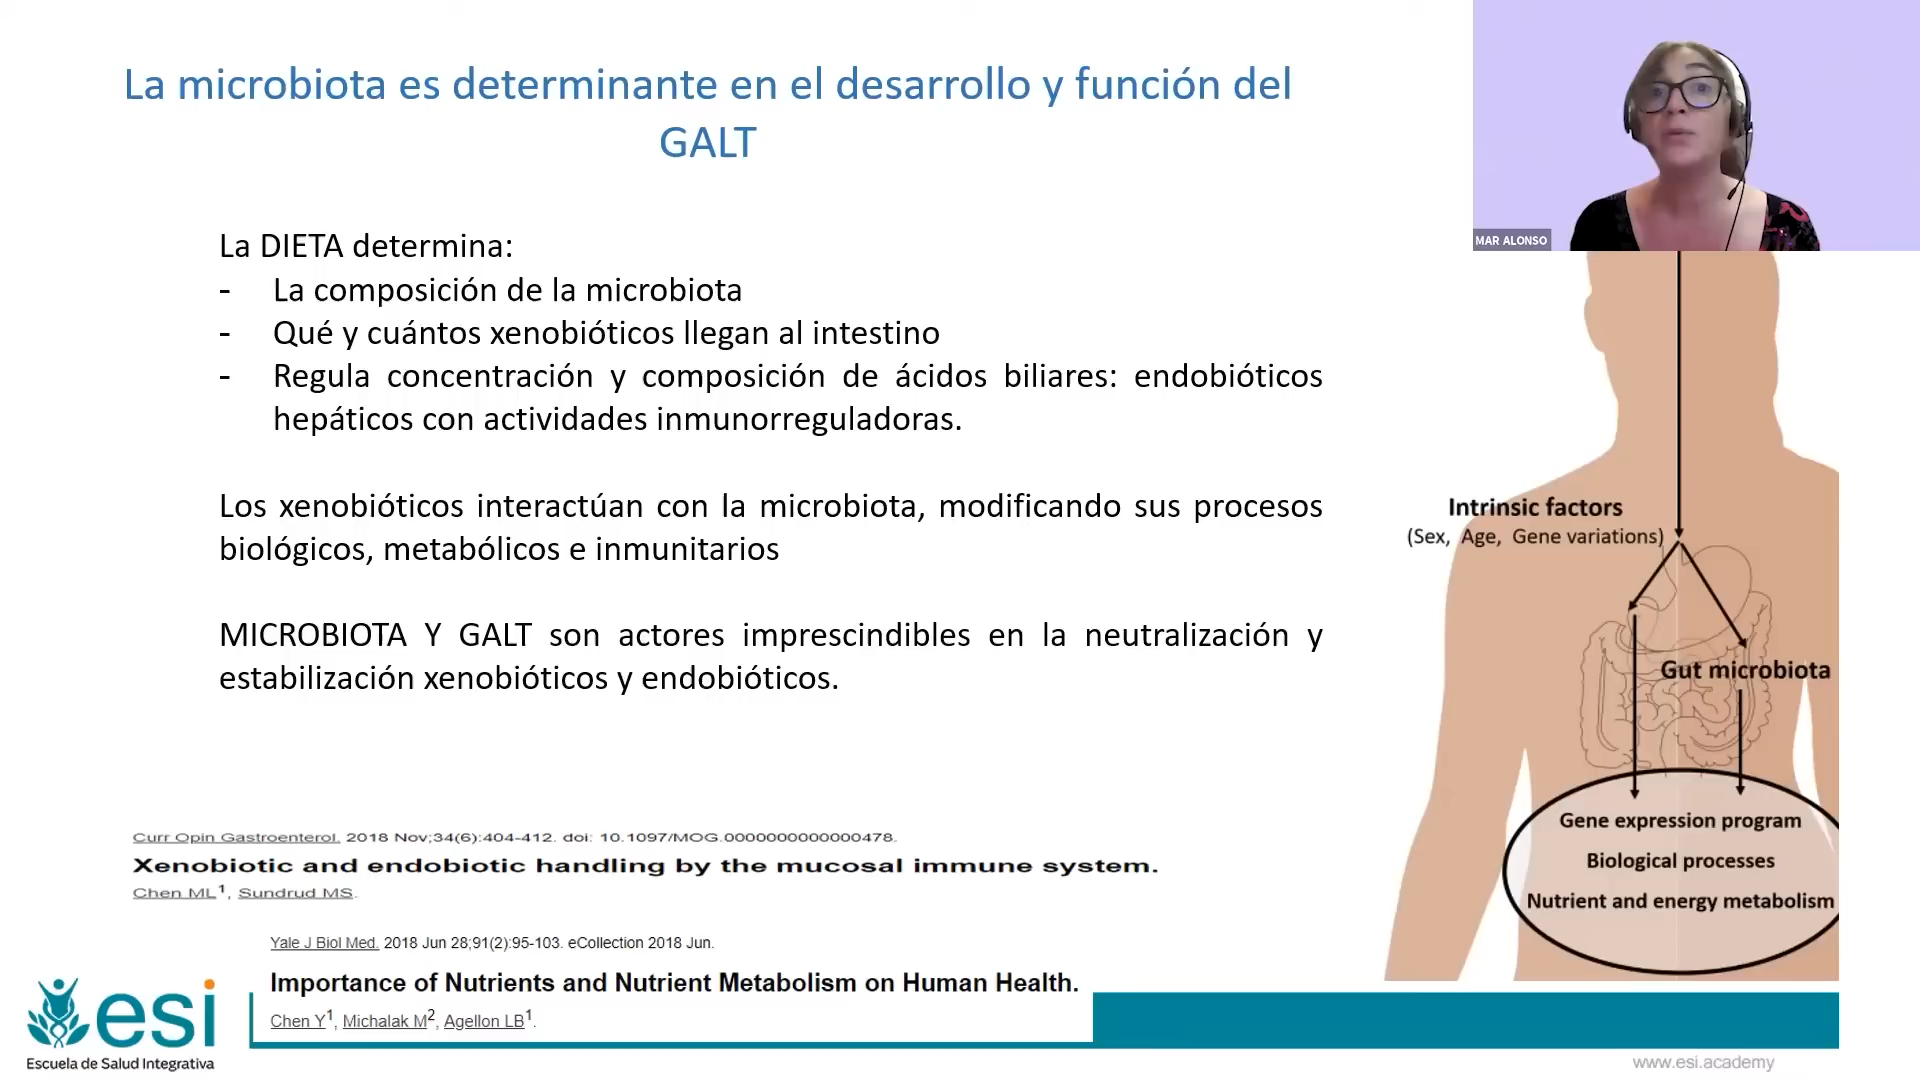 La microbiota es determinante en el desarrollo y función del
GALT
MAR ALONSO
La DIETA determina:
- La composición de la microbiota
- Qué y cuántos xenobióticos llegan al intestino
- Regula concentración y composición de ácidos biliares: endobióticos
hepáticos con actividades inmunorreguladoras.
Los xenobióticos interactúan con la microbiota, modificando sus procesos
biológicos, metabólicos e inmunitarios
MICROBIOTA Y GALT son actores imprescindibles en la neutralización y
estabilización xenobióticos y endobióticos.
Intrinsic factors
(Sex, Age, Gene variations)
Gut microbiota
Gene expression program
Biological processes
Nutrient and energy metabolism
Curr Opin Gastroenterol. 2018 Nov;34(6):404-412. doi: 10.1097/MOG.0000000000000478.
Xenobiotic and endobiotic handling by the mucosal immune system.
Chen ML1, Sundrud MS.
Yale J Biol Med. 2018 Jun 28;91(2):95-103. eCollection 2018 Jun.
Importance of Nutrients and Nutrient Metabolism on Human Health.
Chen Y1, Michalak M2, Agellon LB1.
esi
Escuela de Salud Integrativa
www.esi.academy